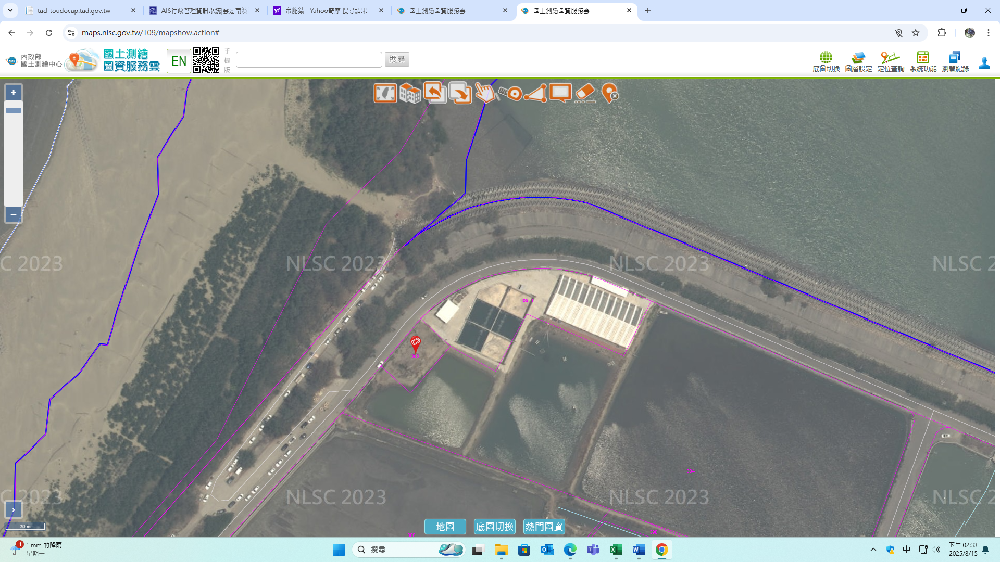 tad-toudocap.tad.gov.tw
AIS行政管理資訊系統|雲嘉南濱
帝舵錶 - Yahoo奇摩 搜尋結果
國土測繪圖資服務雲
國土測繪圖資服務雲
maps.nlsc.gov.tw/T09/mapshow.action#
內政部
國土測繪中心
國土測繪
圖資服務雲
EN
手機版
搜尋
底圖切換
圖層設定
定位查詢
系統功能
瀏覽紀錄
+
−
C 2023
NLSC 2023
NLSC 2023
NLSC 2
386
C 2023
NLSC 2023
NLSC 2023
NLSC 2
›
20 m
地圖
底圖切換
熱門圖資
1
1 mm 的降雨
星期一
搜尋
中
下午 02:33
2025/8/15